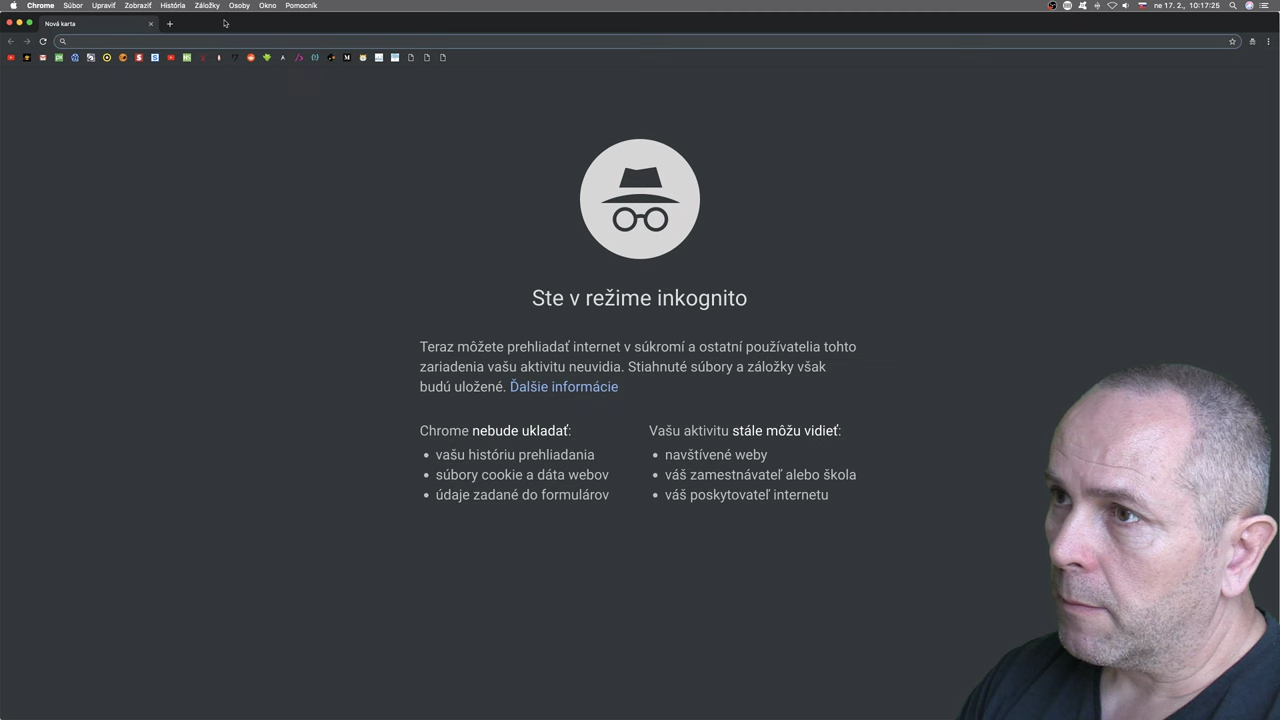 Chrome Súbor Upraviť Zobraziť História Záložky Osoby Okno Pomocník ne 17. 2., 10:17:25
Nová karta
Ste v režime inkognito
Teraz môžete prehliadať internet v súkromí a ostatní používatelia tohto
zariadenia vašu aktivitu neuvidia. Stiahnuté súbory a záložky však
budú uložené. Ďalšie informácie
Chrome nebude ukladať:
vašu históriu prehliadania
súbory cookie a dáta webov
údaje zadané do formulárov
Vašu aktivitu stále môžu vidieť:
navštívené weby
váš zamestnávateľ alebo škola
váš poskytovateľ internetu